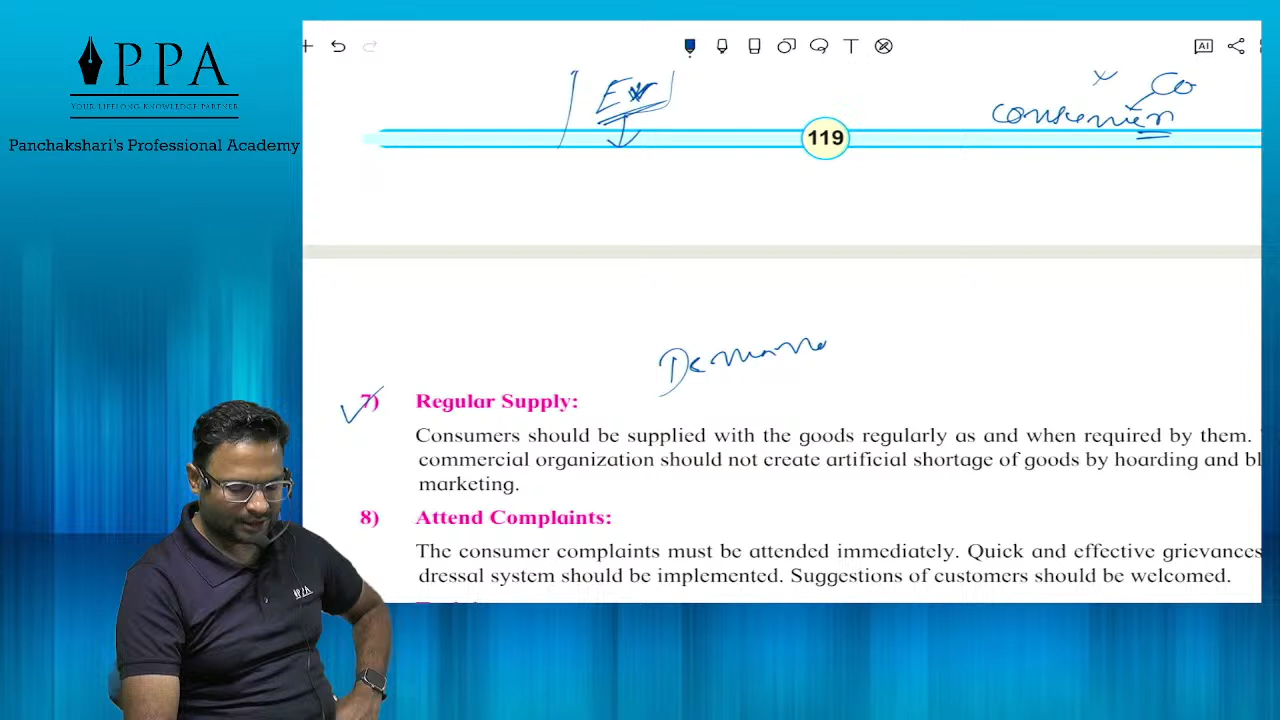 PPA
YOUR LIFELONG KNOWLEDGE PARTNER
Panchakshari's Professional Academy
T
AI
Co
consumer
119
7) Regular Supply:
Consumers should be supplied with the goods regularly as and when required by them.
commercial organization should not create artificial shortage of goods by hoarding and bl
marketing.
8) Attend Complaints:
The consumer complaints must be attended immediately. Quick and effective grievances
dressal system should be implemented. Suggestions of customers should be welcomed.
PPA